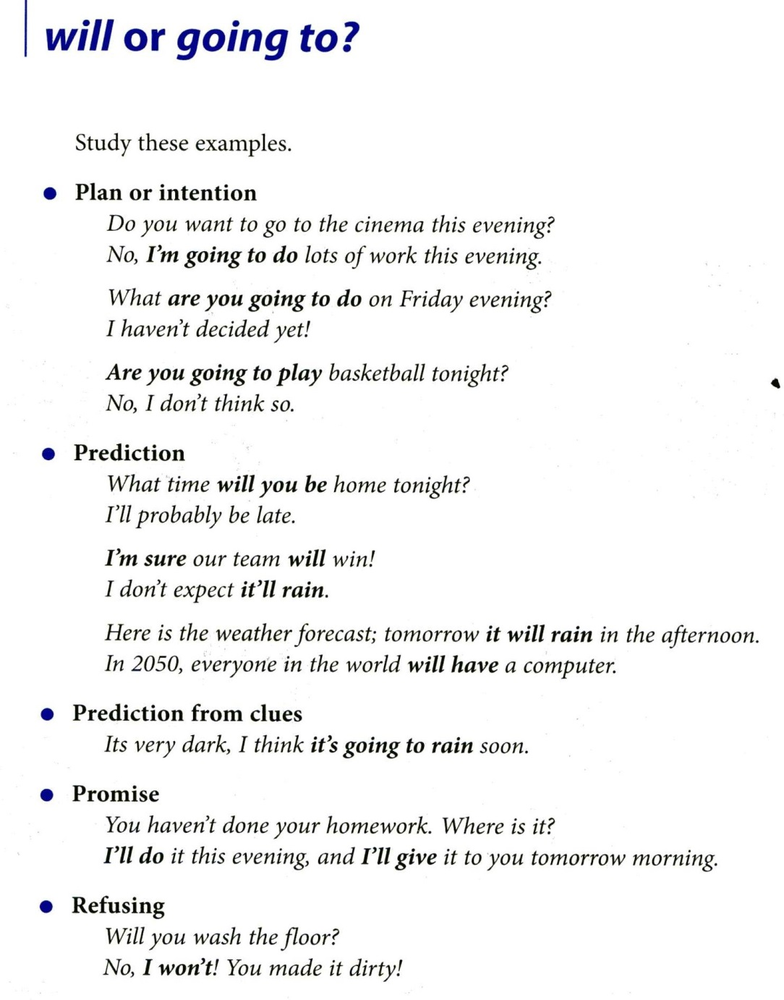 will or going to?
Study these examples.
● Plan or intention
Do you want to go to the cinema this evening?
No, I'm going to do lots of work this evening.
What are you going to do on Friday evening?
I haven't decided yet!
Are you going to play basketball tonight?
No, I don't think so.
● Prediction
What time will you be home tonight?
I'll probably be late.
I'm sure our team will win!
I don't expect it'll rain.
Here is the weather forecast; tomorrow it will rain in the afternoon.
In 2050, everyone in the world will have a computer.
● Prediction from clues
Its very dark, I think it's going to rain soon.
● Promise
You haven't done your homework. Where is it?
I'll do it this evening, and I'll give it to you tomorrow morning.
● Refusing
Will you wash the floor?
No, I won't! You made it dirty!